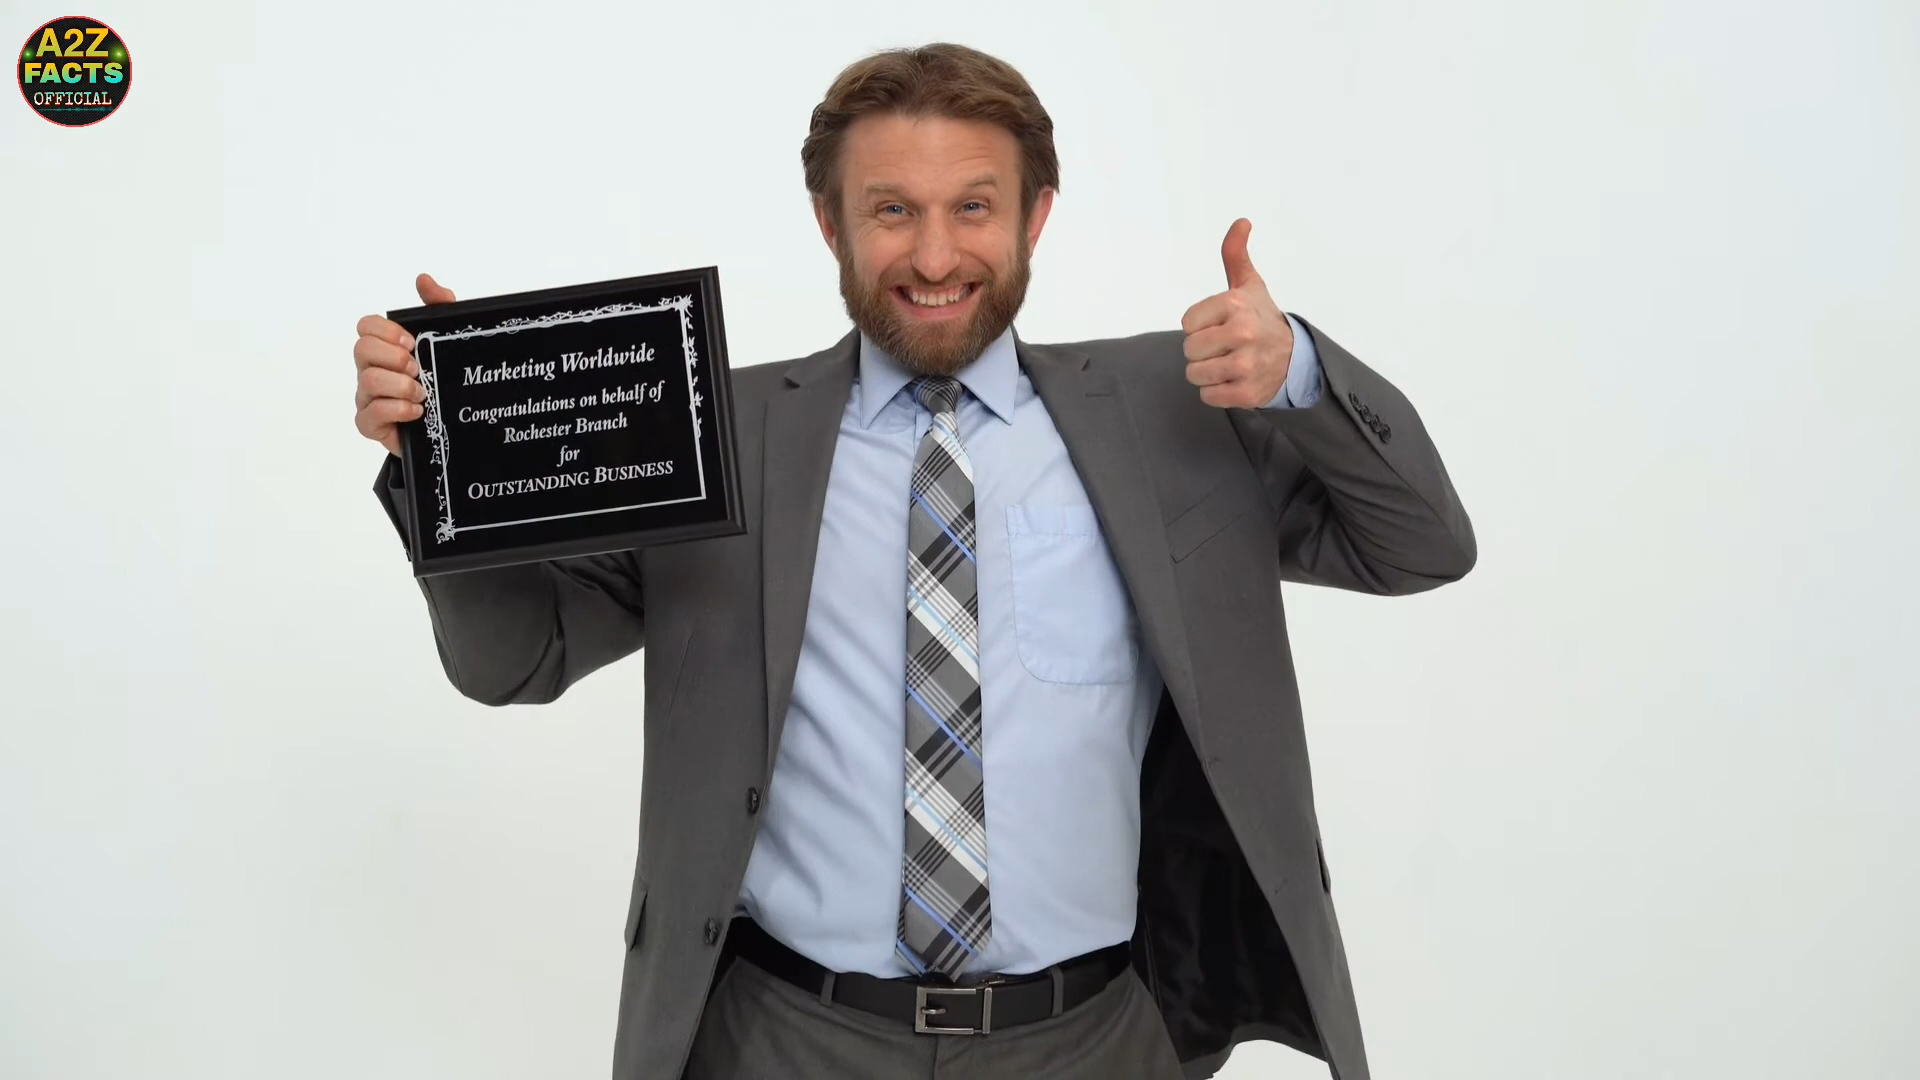 A2Z
FACTS
OFFICIAL
Marketing Worldwide
Congratulations on behalf of
Rochester Branch
for
OUTSTANDING BUSINESS